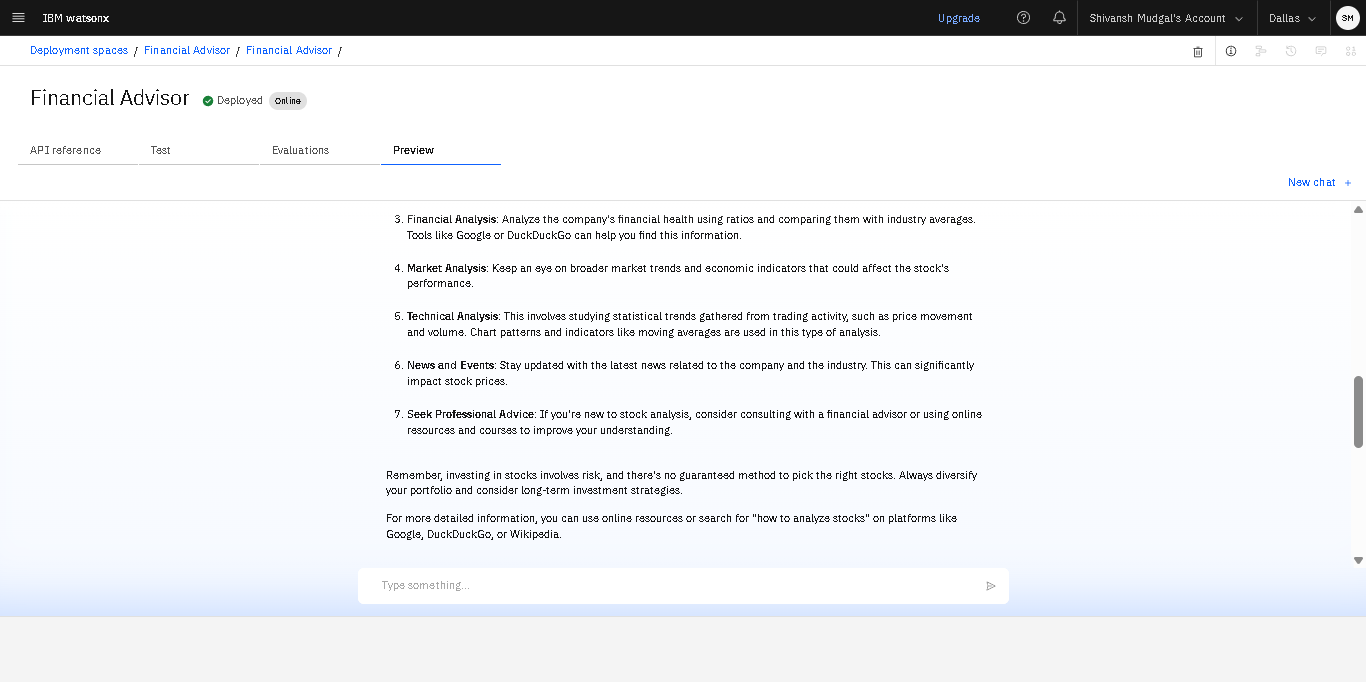 IBM watsonx
Upgrade
Shivansh Mudgal's Account
Dallas
SM
Deployment spaces / Financial Advisor / Financial Advisor /
Financial Advisor
Deployed
Online
API reference
Test
Evaluations
Preview
New chat +
3. Financial Analysis: Analyze the company's financial health using ratios and comparing them with industry averages.
Tools like Google or DuckDuckGo can help you find this information.
4. Market Analysis: Keep an eye on broader market trends and economic indicators that could affect the stock's
performance.
5. Technical Analysis: This involves studying statistical trends gathered from trading activity, such as price movement
and volume. Chart patterns and indicators like moving averages are used in this type of analysis.
6. News and Events: Stay updated with the latest news related to the company and the industry. This can significantly
impact stock prices.
7. Seek Professional Advice: If you're new to stock analysis, consider consulting with a financial advisor or using online
resources and courses to improve your understanding.
Remember, investing in stocks involves risk, and there's no guaranteed method to pick the right stocks. Always diversify
your portfolio and consider long-term investment strategies.
For more detailed information, you can use online resources or search for "how to analyze stocks" on platforms like
Google, DuckDuckGo, or Wikipedia.
Type something...